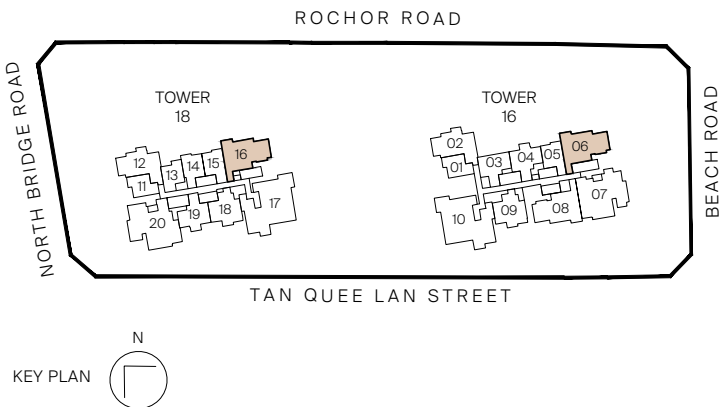 ROCHOR ROAD
NORTH BRIDGE ROAD
BEACH ROAD
TOWER
18
12
11
13
14
15
16
20
19
18
17
TOWER
16
02
01
03
04
05
06
10
09
08
07
TAN QUEE LAN STREET
N
KEY PLAN